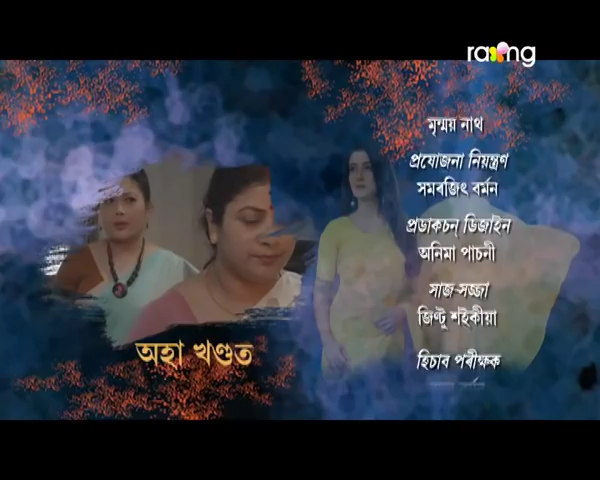 rang
মৃন্ময় নাথ
প্ৰযোজনা নিয়ন্ত্ৰণ
সমৰজিৎ বৰ্মন
প্ৰডাকচন্ ডিজাইন
অনিমা পাচনী
সাজ-সজ্জা
জিণ্টু শইকীয়া
হিচাব পৰীক্ষক
অহা খণ্ডত